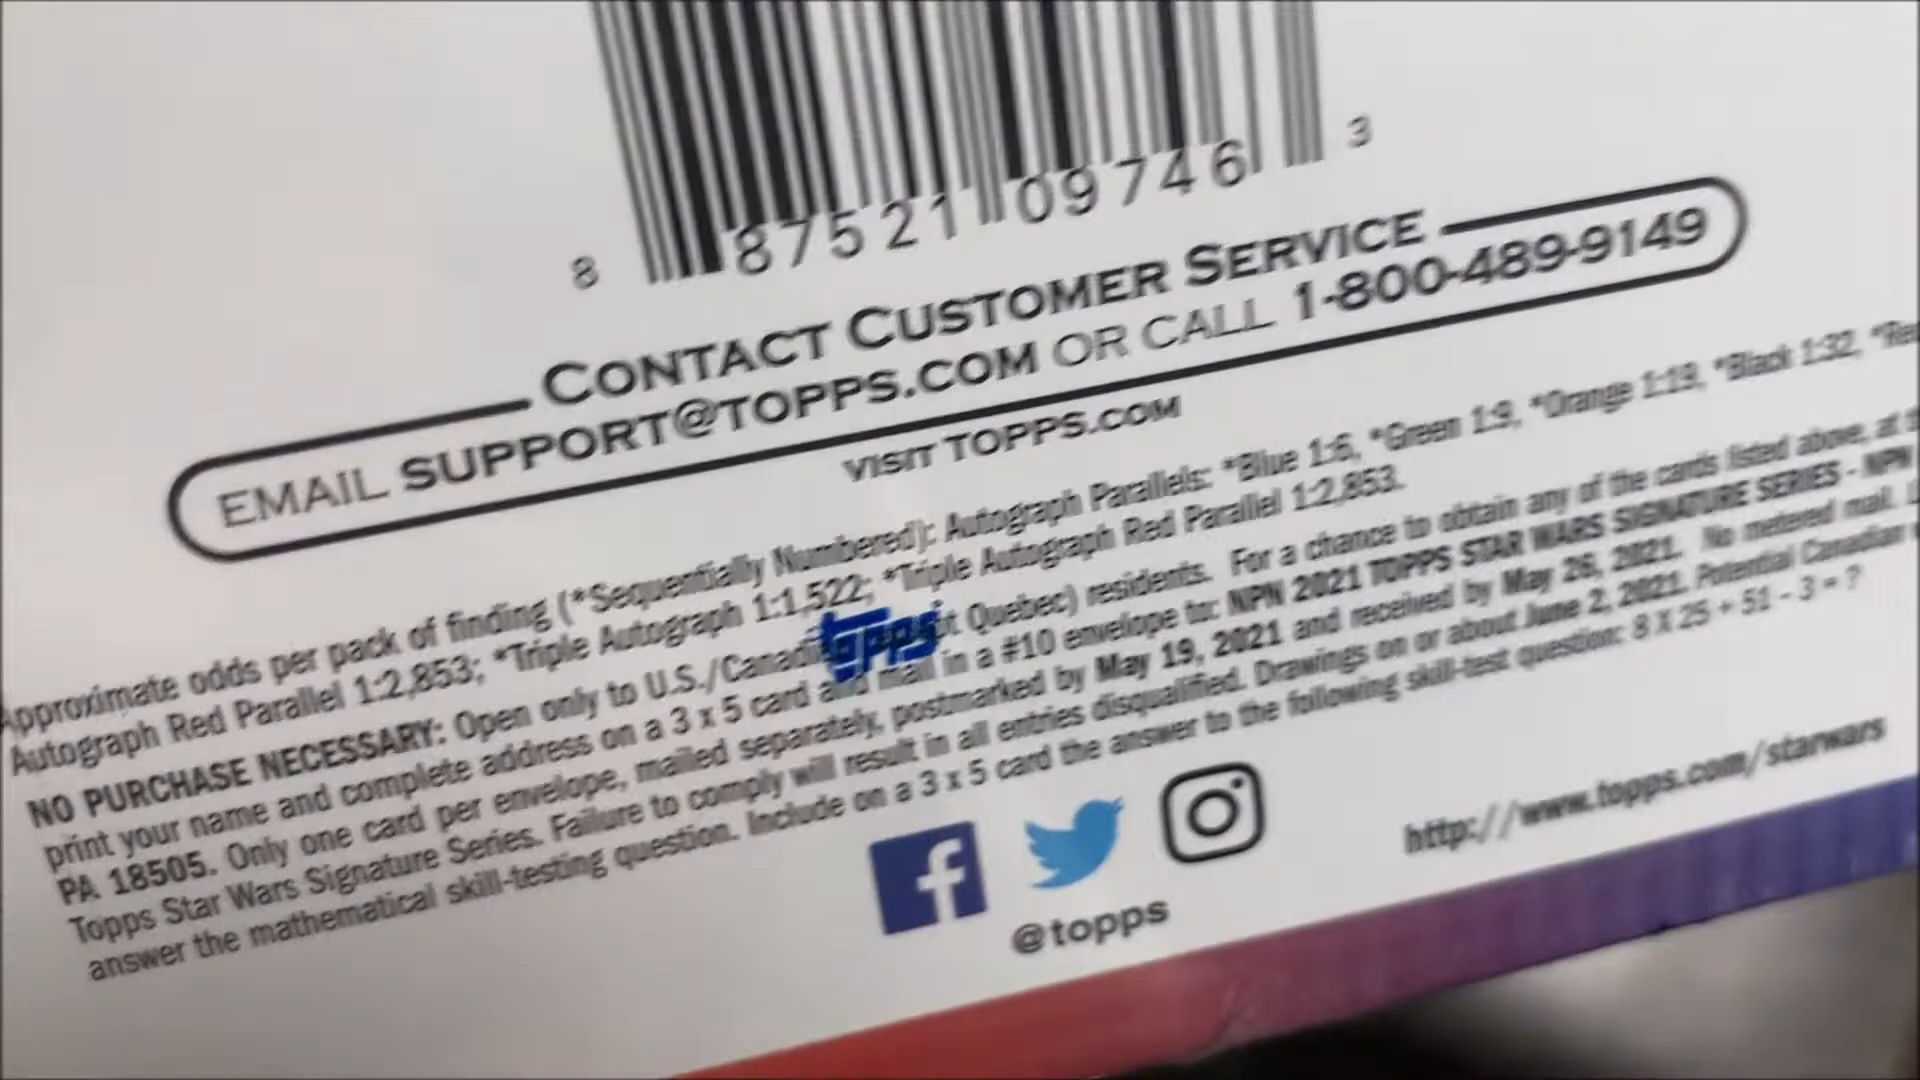 8 87521 09746 3
CONTACT CUSTOMER SERVICE
EMAIL SUPPORT@TOPPS.COM OR CALL 1-800-489-9149
VISIT TOPPS.COM
Approximate odds per pack of finding (*Sequentially Numbered): Autograph Parallels: *Blue 1:6, *Green 1:9, *Orange 1:19, *Black 1:32, *Red
Autograph Red Parallel 1:2,853; *Triple Autograph 1:1,522; *Triple Autograph Red Parallel 1:2,853.
NO PURCHASE NECESSARY: Open only to U.S./Canadi Quebec) residents. For a chance to obtain any of the cards listed above, at
print your name and complete address on a 3 x 5 card and mail in a #10 envelope to: NPN 2021 TOPPS STAR WARS SIGNATURE SERIES - NPN
PA 18505. Only one card per envelope, mailed separately, postmarked by May 19, 2021 and received by May 26, 2021. No metered mail.
Topps Star Wars Signature Series. Failure to comply will result in all entries disqualified. Drawings on or about June 2, 2021. Potential Canadian
answer the mathematical skill-testing question. Include on a 3 x 5 card the answer to the following skill-test question: 8 X 25 + 51 - 3 = ?
@topps
http://www.topps.com/starwars